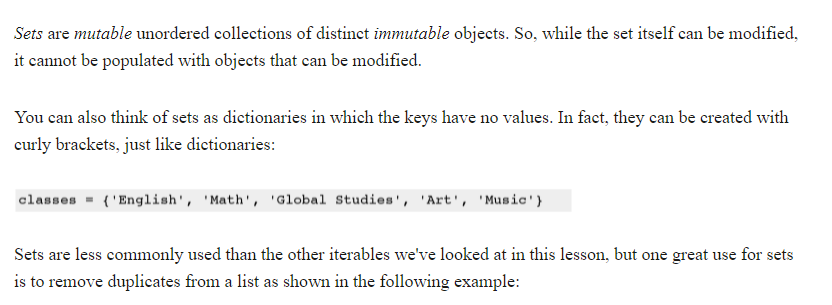 Sets are mutable unordered collections of distinct immutable objects. So, while the set itself can be modified,
it cannot be populated with objects that can be modified.
You can also think of sets as dictionaries in which the keys have no values. In fact, they can be created with
curly brackets, just like dictionaries:
classes = {'English', 'Math', 'Global Studies', 'Art', 'Music'}
Sets are less commonly used than the other iterables we've looked at in this lesson, but one great use for sets
is to remove duplicates from a list as shown in the following example: